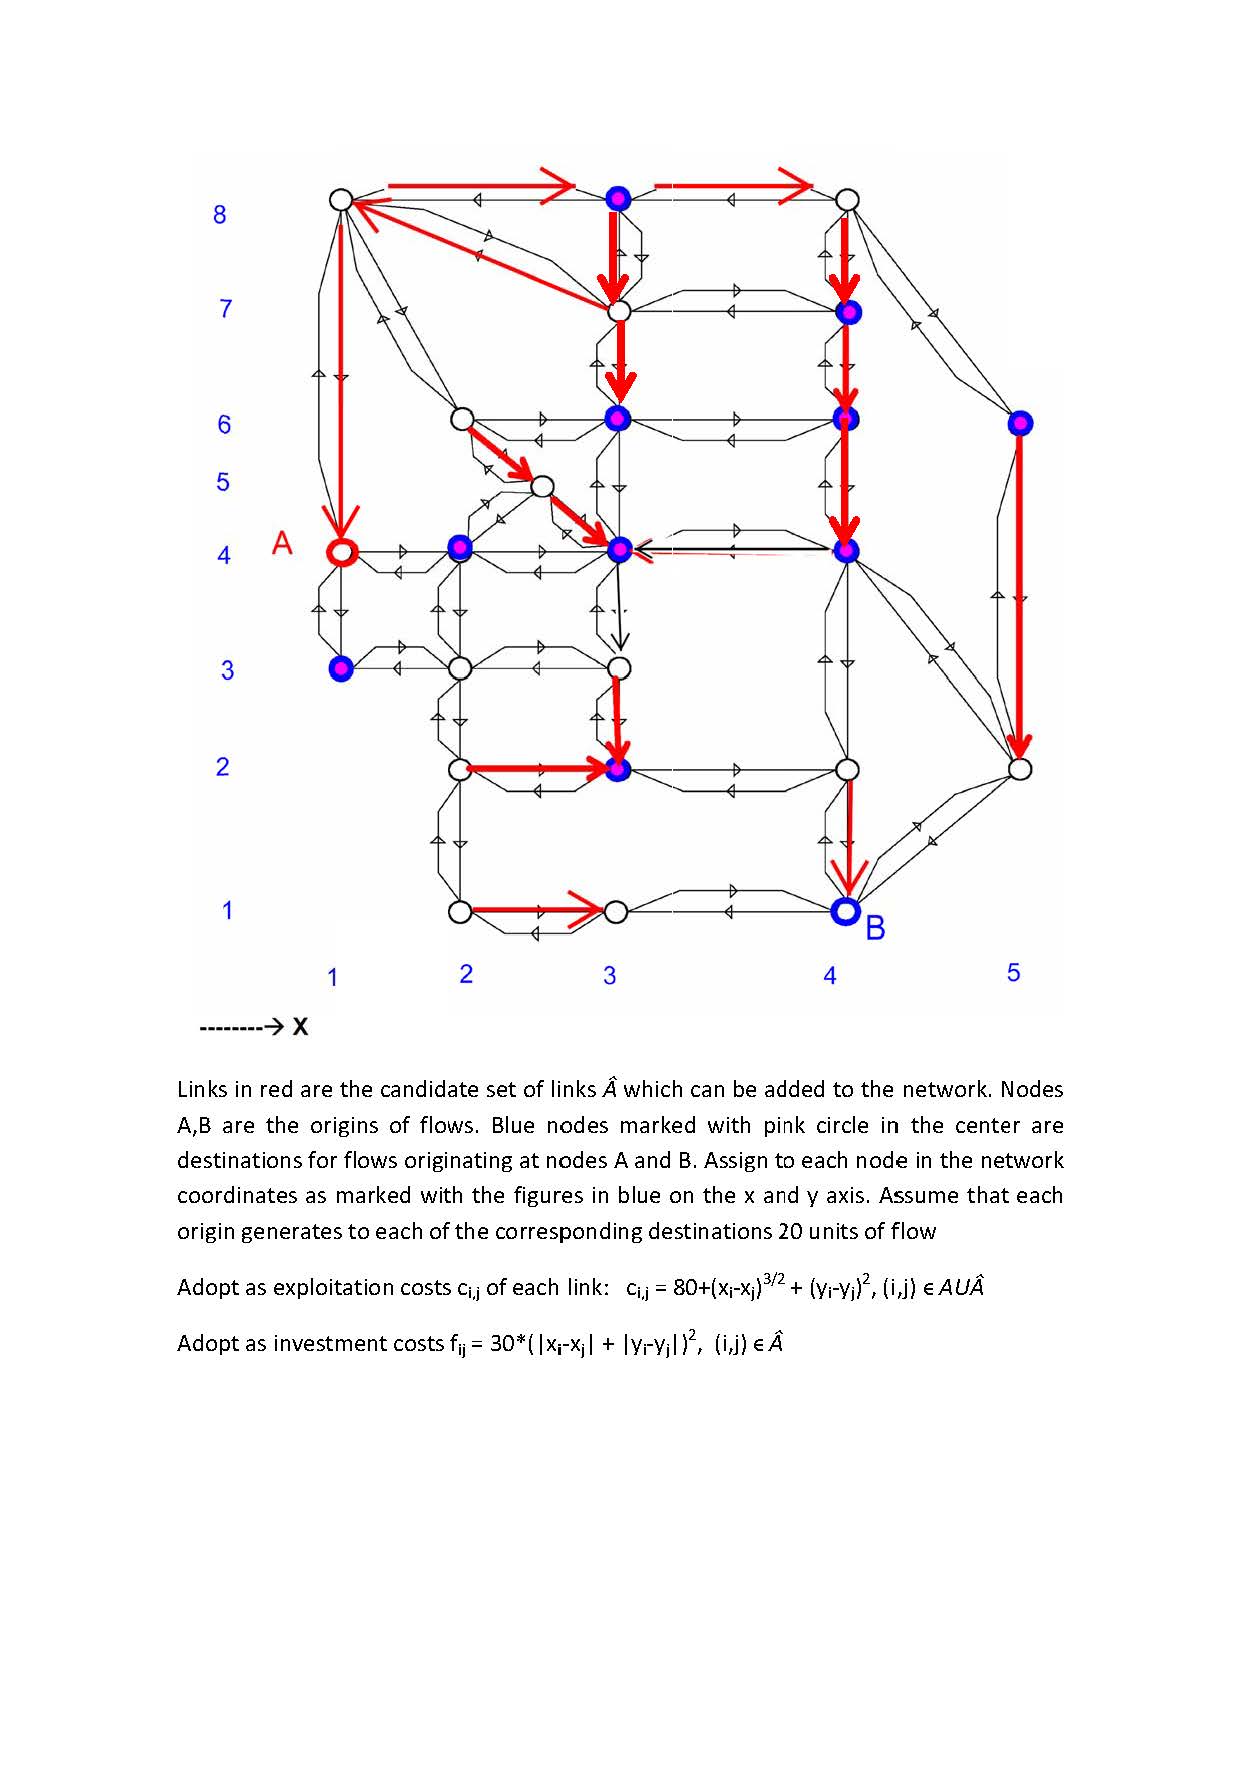 8
7
6
5
A
4
3
2
1
B
1 2 3 4 5
--------→ X
Links in red are the candidate set of links Â which can be added to the network. Nodes
A,B are the origins of flows. Blue nodes marked with pink circle in the center are
destinations for flows originating at nodes A and B. Assign to each node in the network
coordinates as marked with the figures in blue on the x and y axis. Assume that each
origin generates to each of the corresponding destinations 20 units of flow
Adopt as exploitation costs c_{i,j} of each link: c_{i,j} = 80+(x_i-x_j)^{3/2} + (y_i-y_j)^2, (i,j) ϵ AUÂ
Adopt as investment costs f_{ij} = 30*(|x_i-x_j| + |y_i-y_j|)^2, (i,j) ϵ Â